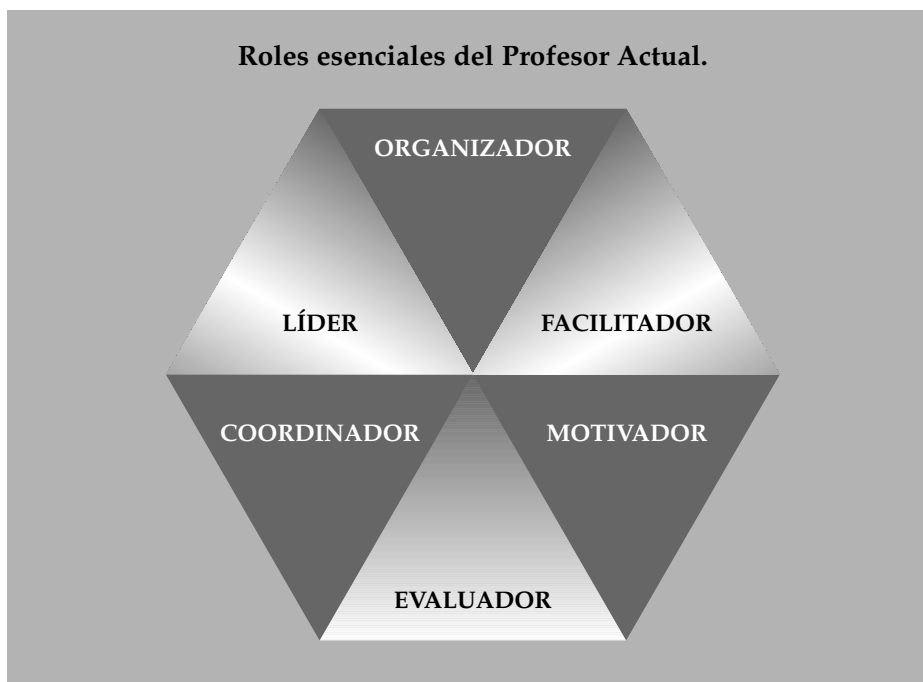 Roles esenciales del Profesor Actual.
ORGANIZADOR
LÍDER
FACILITADOR
COORDINADOR
MOTIVADOR
EVALUADOR